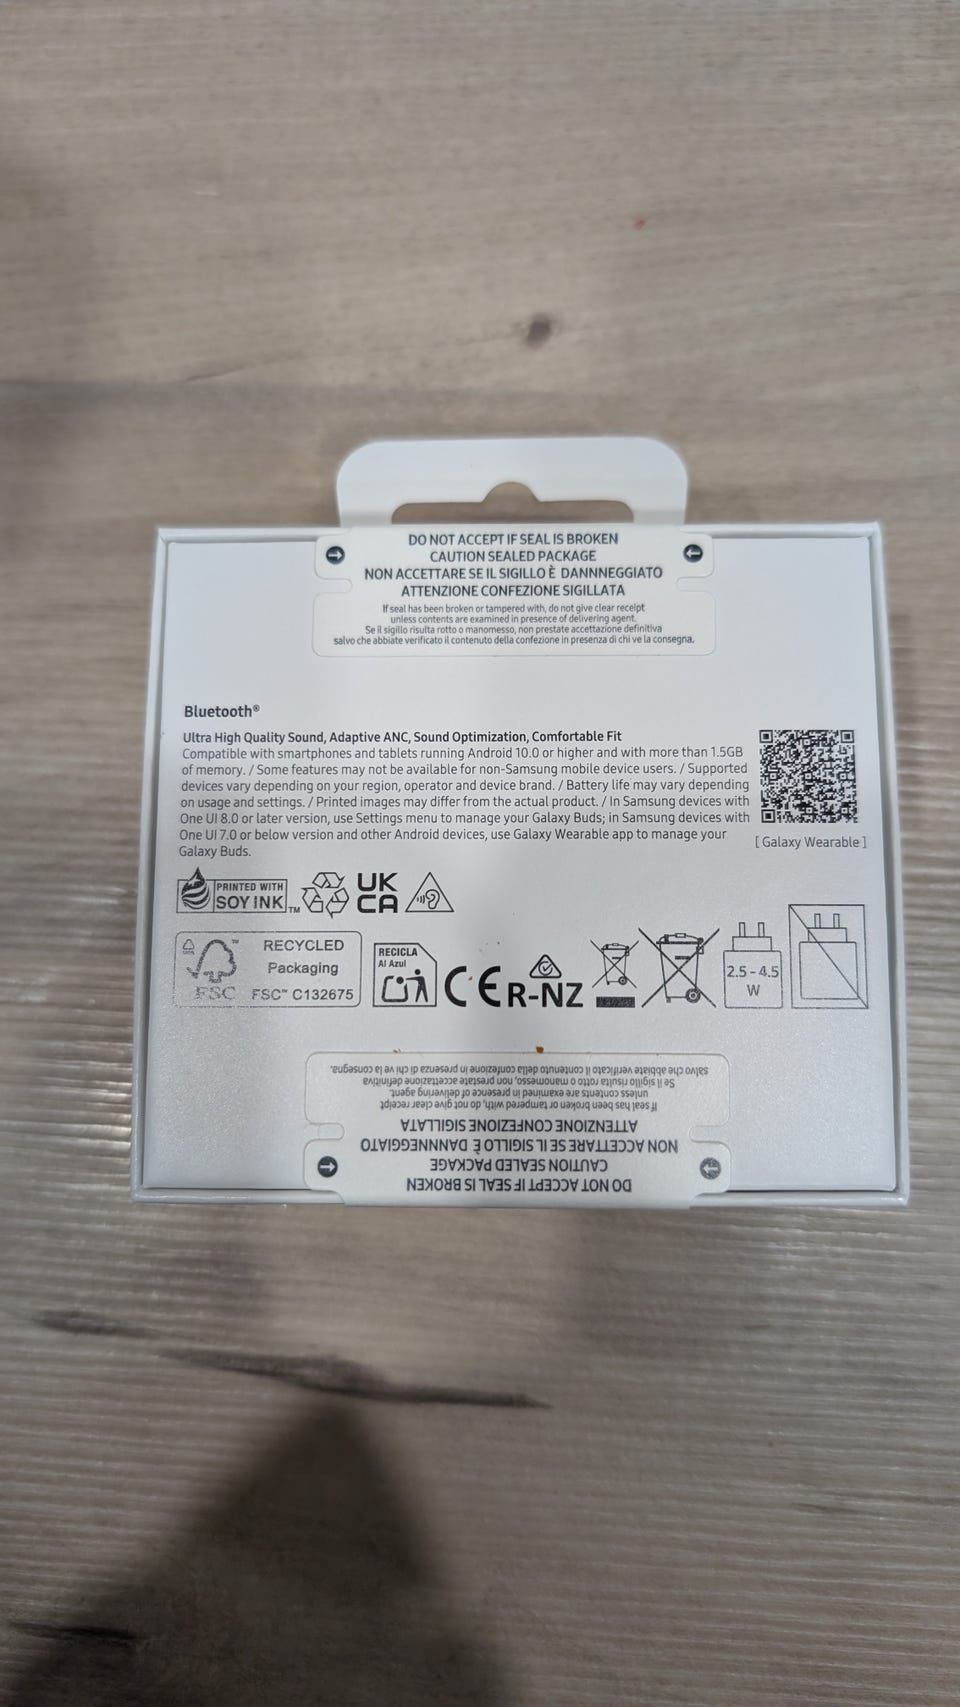 DO NOT ACCEPT IF SEAL IS BROKEN
CAUTION SEALED PACKAGE
NON ACCETTARE SE IL SIGILLO È DANNNEGGIATO
ATTENZIONE CONFEZIONE SIGILLATA
If seal has been broken or tampered with, do not give clear receipt
unless contents are examined in presence of delivering agent.
Se il sigillo risulta rotto o manomesso, non prestate accettazione definitiva
salvo che abbiate verificato il contenuto della confezione in presenza di chi ve la consegna.
Bluetooth®
Ultra High Quality Sound, Adaptive ANC, Sound Optimization, Comfortable Fit
Compatible with smartphones and tablets running Android 10.0 or higher and with more than 1.5GB
of memory. / Some features may not be available for non-Samsung mobile device users. / Supported
devices vary depending on your region, operator and device brand. / Battery life may vary depending
on usage and settings. / Printed images may differ from the actual product. / In Samsung devices with
One UI 8.0 or later version, use Settings menu to manage your Galaxy Buds; in Samsung devices with
One UI 7.0 or below version and other Android devices, use Galaxy Wearable app to manage your
Galaxy Buds.
[ Galaxy Wearable ]
PRINTED WITH
SOY INK™
UK
CA
RECYCLED
Packaging
FSC™ C132675
FSC
™
RECICLA
Al Azul
CE
R-NZ
2.5 - 4.5
W
DO NOT ACCEPT IF SEAL IS BROKEN
CAUTION SEALED PACKAGE
NON ACCETTARE SE IL SIGILLO È DANNNEGGIATO
ATTENZIONE CONFEZIONE SIGILLATA
If seal has been broken or tampered with, do not give clear receipt
unless contents are examined in presence of delivering agent.
Se il sigillo risulta rotto o manomesso, non prestate accettazione definitiva
salvo che abbiate verificato il contenuto della confezione in presenza di chi ve la consegna.